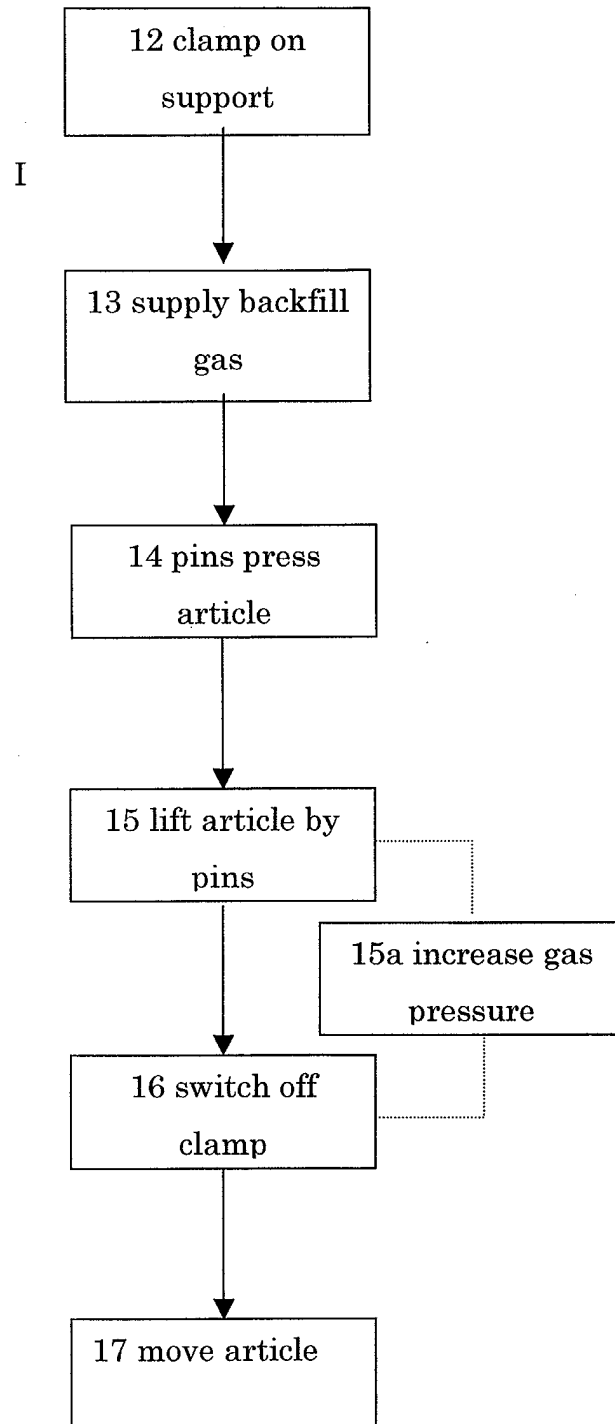 12 clamp on
support
I
13 supply backfill
gas
14 pins press
article
15 lift article by
pins
15a increase gas
pressure
16 switch off
clamp
17 move article